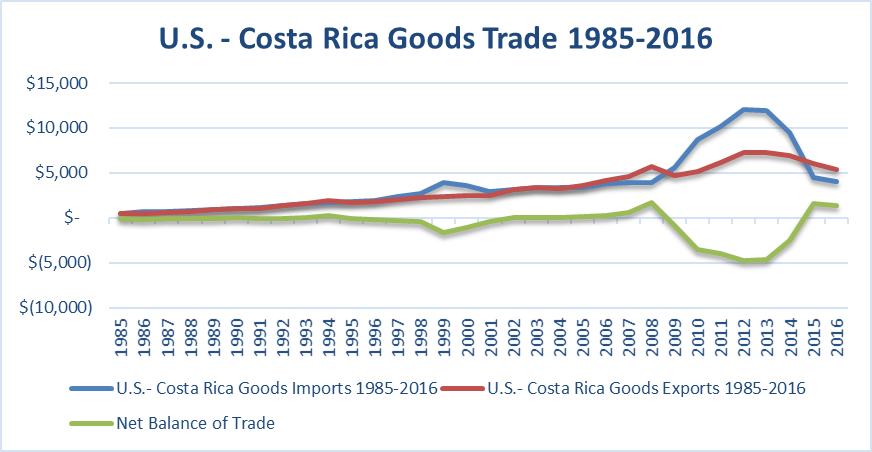 U.S. - Costa Rica Goods Trade 1985-2016
$15,000
$10,000
$5,000
$-
$(5,000)
$(10,000)
1985 1986 1987 1988 1989 1990 1991 1992 1993 1994 1995 1996 1997 1998 1999 2000 2001 2002 2003 2004 2005 2006 2007 2008 2009 2010 2011 2012 2013 2014 2015 2016
U.S.- Costa Rica Goods Imports 1985-2016 U.S.- Costa Rica Goods Exports 1985-2016
Net Balance of Trade